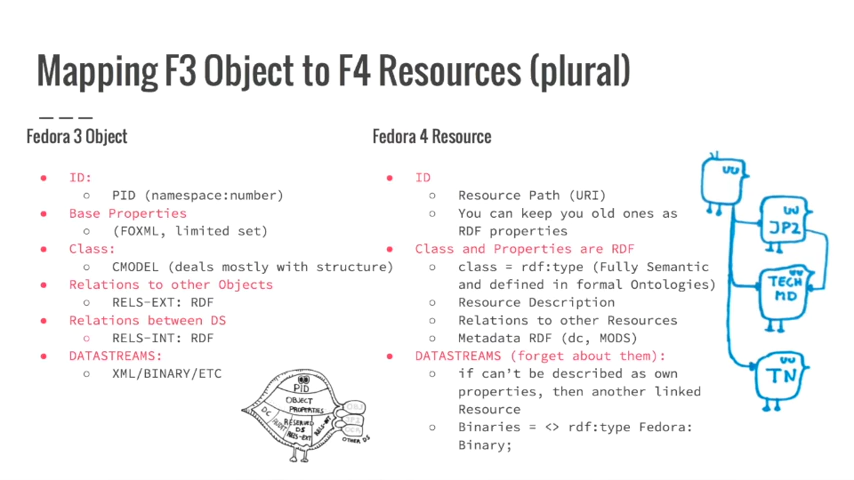 Mapping F3 Object to F4 Resources (plural)
Fedora 3 Object
ID:
PID (namespace:number)
Base Properties
(FOXML, limited set)
Class:
CMODEL (deals mostly with structure)
Relations to other Objects
RELS-EXT: RDF
Relations between DS
RELS-INT: RDF
DATASTREAMS:
XML/BINARY/ETC
PID
OBJECT
PROPERTIES
DC
AUDIT
RESERVED
DS
RELS-EXT
RELS-INT
OTHER DS
Fedora 4 Resource
ID
Resource Path (URI)
You can keep you old ones as
RDF properties
Class and Properties are RDF
class = rdf:type (Fully Semantic
and defined in formal Ontologies)
Resource Description
Relations to other Resources
Metadata RDF (dc, MODS)
DATASTREAMS (forget about them):
if can't be described as own
properties, then another linked
Resource
Binaries = <> rdf:type Fedora:
Binary;
JP2
TECH
MD
TN